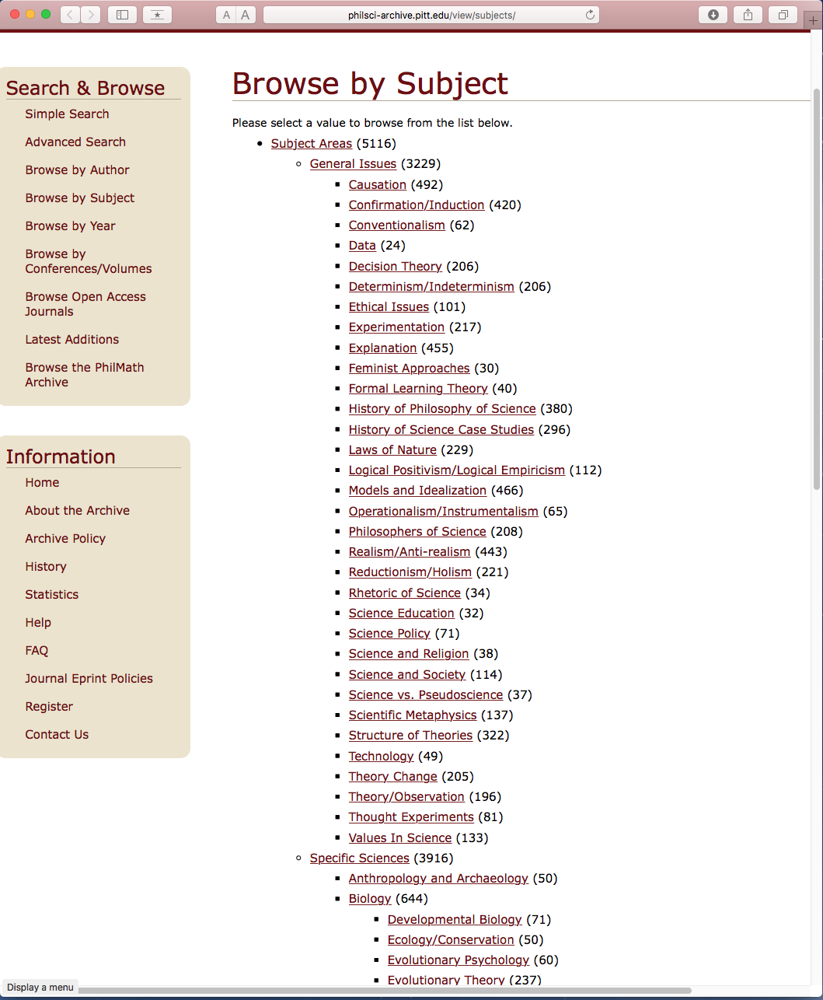 A A philsci-archive.pitt.edu/view/subjects/
Search & Browse
Simple Search
Advanced Search
Browse by Author
Browse by Subject
Browse by Year
Browse by
Conferences/Volumes
Browse Open Access
Journals
Latest Additions
Browse the PhilMath
Archive
Information
Home
About the Archive
Archive Policy
History
Statistics
Help
FAQ
Journal Eprint Policies
Register
Contact Us
Browse by Subject
Please select a value to browse from the list below.
Subject Areas (5116)
General Issues (3229)
Causation (492)
Confirmation/Induction (420)
Conventionalism (62)
Data (24)
Decision Theory (206)
Determinism/Indeterminism (206)
Ethical Issues (101)
Experimentation (217)
Explanation (455)
Feminist Approaches (30)
Formal Learning Theory (40)
History of Philosophy of Science (380)
History of Science Case Studies (296)
Laws of Nature (229)
Logical Positivism/Logical Empiricism (112)
Models and Idealization (466)
Operationalism/Instrumentalism (65)
Philosophers of Science (208)
Realism/Anti-realism (443)
Reductionism/Holism (221)
Rhetoric of Science (34)
Science Education (32)
Science Policy (71)
Science and Religion (38)
Science and Society (114)
Science vs. Pseudoscience (37)
Scientific Metaphysics (137)
Structure of Theories (322)
Technology (49)
Theory Change (205)
Theory/Observation (196)
Thought Experiments (81)
Values In Science (133)
Specific Sciences (3916)
Anthropology and Archaeology (50)
Biology (644)
Developmental Biology (71)
Ecology/Conservation (50)
Evolutionary Psychology (60)
Evolutionary Theory (237)
Display a menu